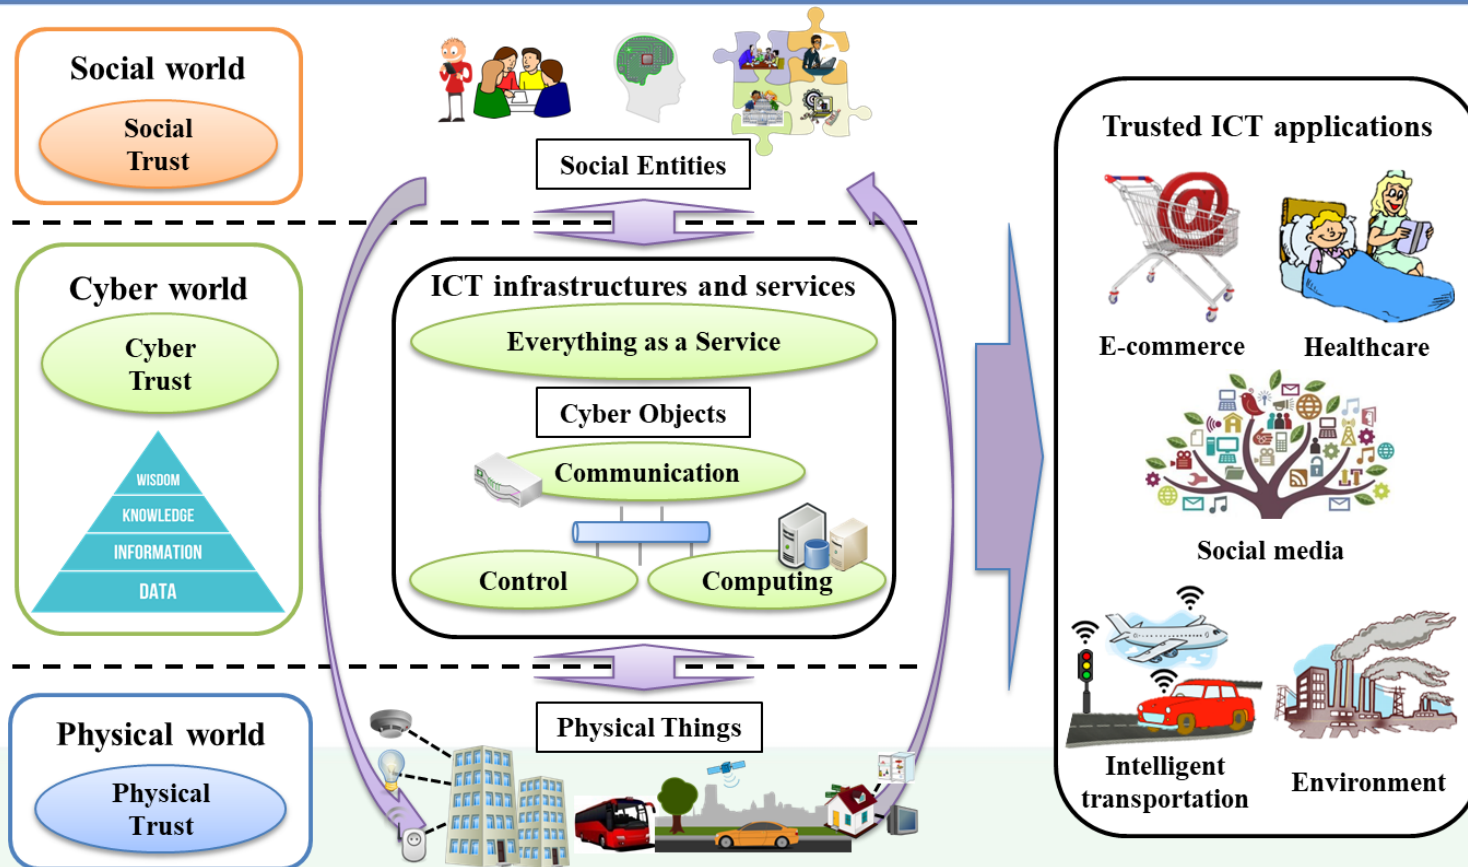 Social world
Social
Trust
Social Entities
Cyber world
Cyber
Trust
WISDOM
KNOWLEDGE
INFORMATION
DATA
ICT infrastructures and services
Everything as a Service
Cyber Objects
Communication
Control
Computing
Physical world
Physical
Trust
Physical Things
Trusted ICT applications
@
E-commerce
Healthcare
Social media
Intelligent
transportation
Environment